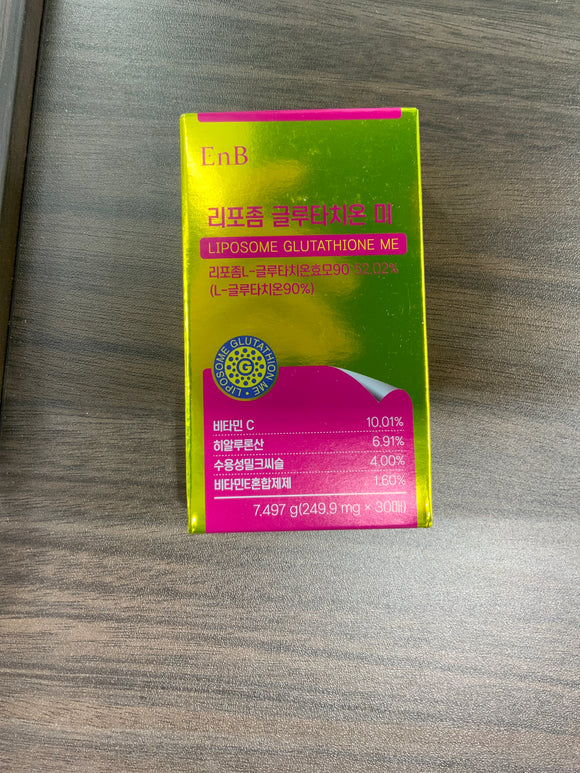 EnB
리포좀 글루타치온 미
LIPOSOME GLUTATHIONE ME
리포좀L-글루타치온효모90 52.02%
(L-글루타치온90%)
LIPOSOME GLUTATHION ME
G
비타민 C 10.01%
히알루론산 6.91%
수용성밀크씨슬 4.00%
비타민E혼합제제 1.60%
7,497 g(249.9 mg × 30매)